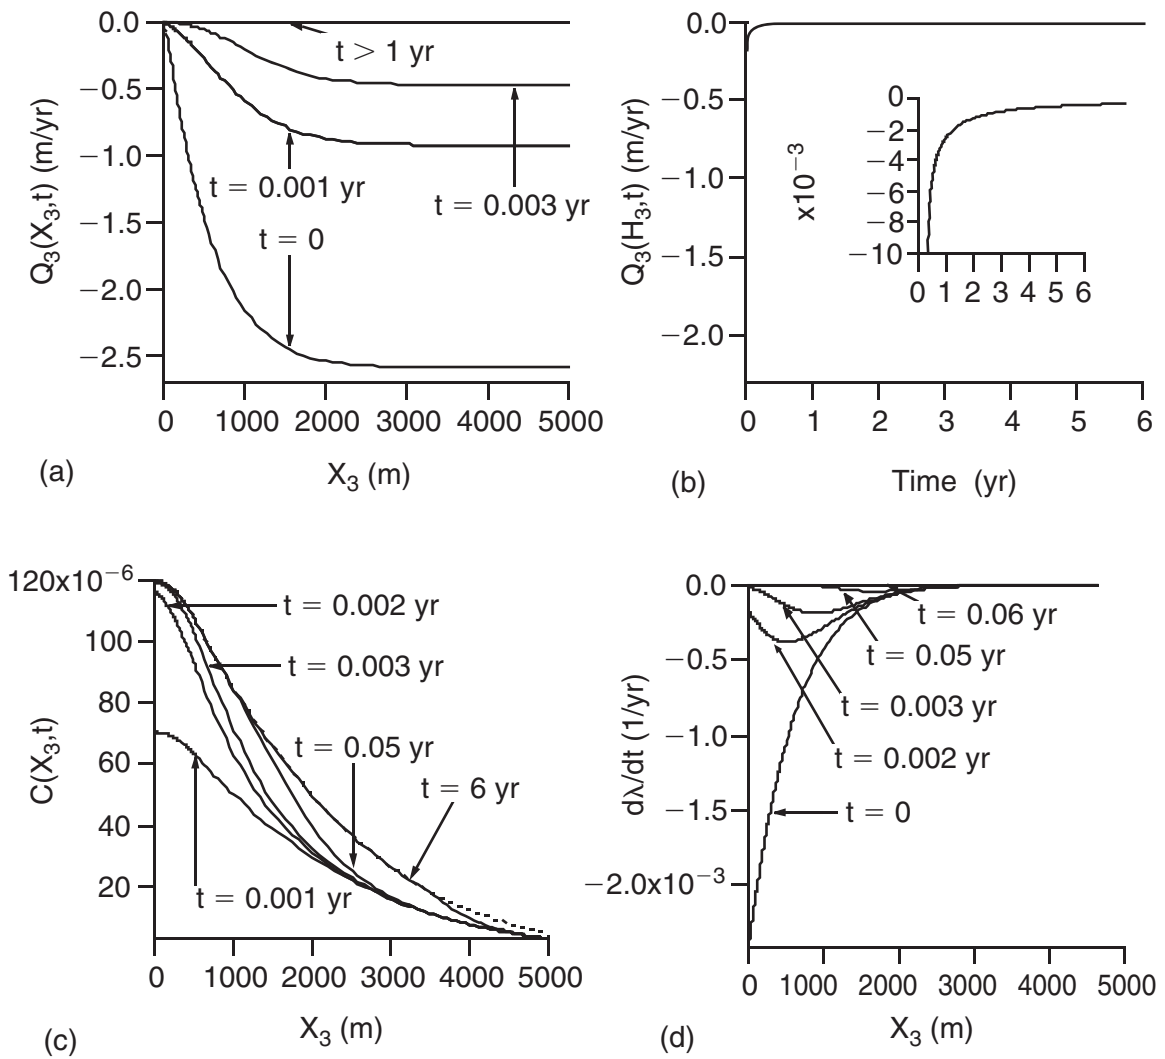 0.0
−0.5
−1.0
−1.5
−2.0
−2.5
Q3(X3,t) (m/yr)
t > 1 yr
t = 0.001 yr
t = 0.003 yr
t = 0
0 1000 2000 3000 4000 5000
X3 (m)
(a)
0.0
−0.5
−1.0
−1.5
−2.0
Q3(H3,t) (m/yr)
x10−3
0
−2
−4
−6
−8
−10
0 1 2 3 4 5 6
0 1 2 3 4 5 6
Time (yr)
(b)
120x10−6
100
80
60
40
20
C(X3,t)
t = 0.002 yr
t = 0.003 yr
t = 0.05 yr
t = 6 yr
t = 0.001 yr
0 1000 2000 3000 4000 5000
X3 (m)
(c)
0.0
−0.5
−1.0
−1.5
−2.0x10−3
dλ/dt (1/yr)
t = 0.06 yr
t = 0.05 yr
t = 0.003 yr
t = 0.002 yr
t = 0
0 1000 2000 3000 4000 5000
X3 (m)
(d)